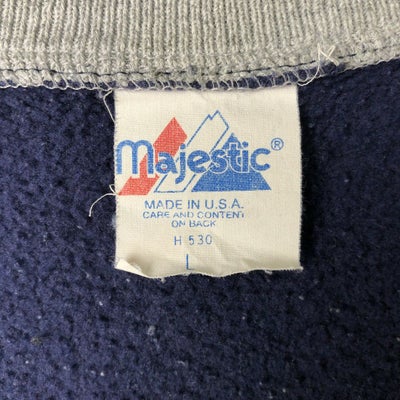 Majestic®
MADE IN U.S.A.
CARE AND CONTENT
ON BACK
H 530
L